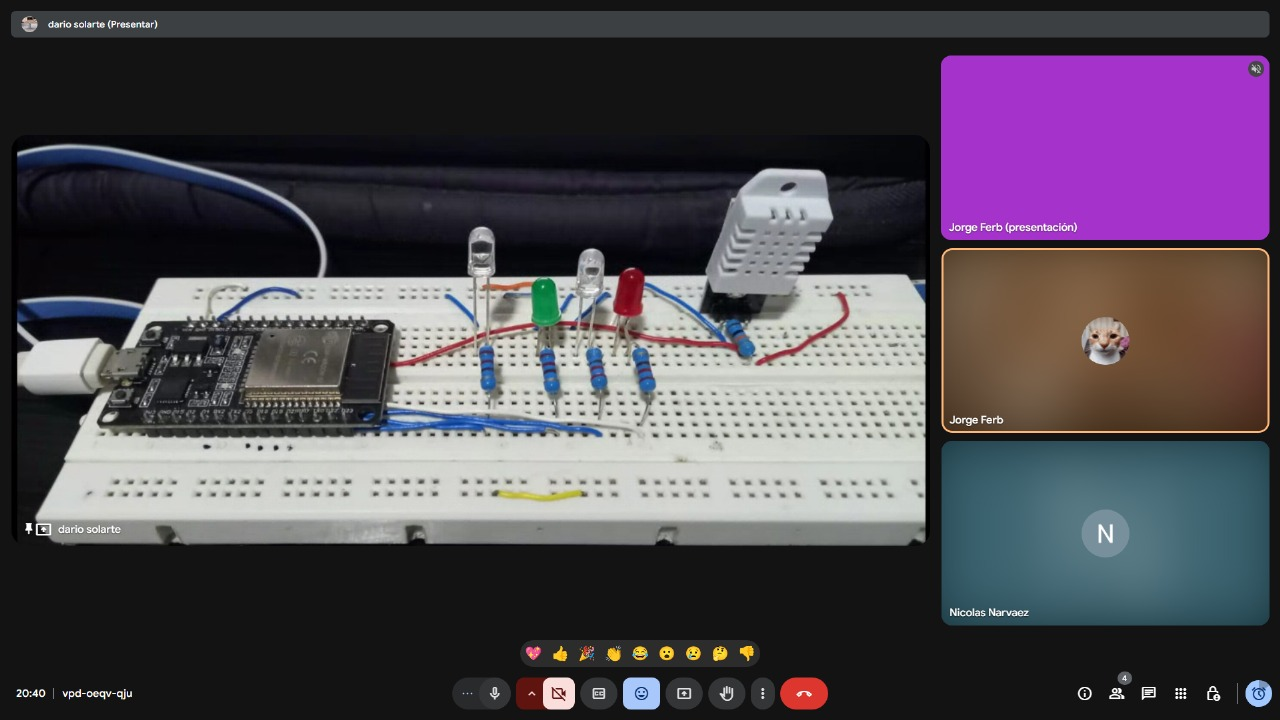 dario solarte (Presentar)
Jorge Ferb (presentación)
Jorge Ferb
dario solarte
N
Nicolas Narvaez
4
20:40
vpd-oeqv-qju